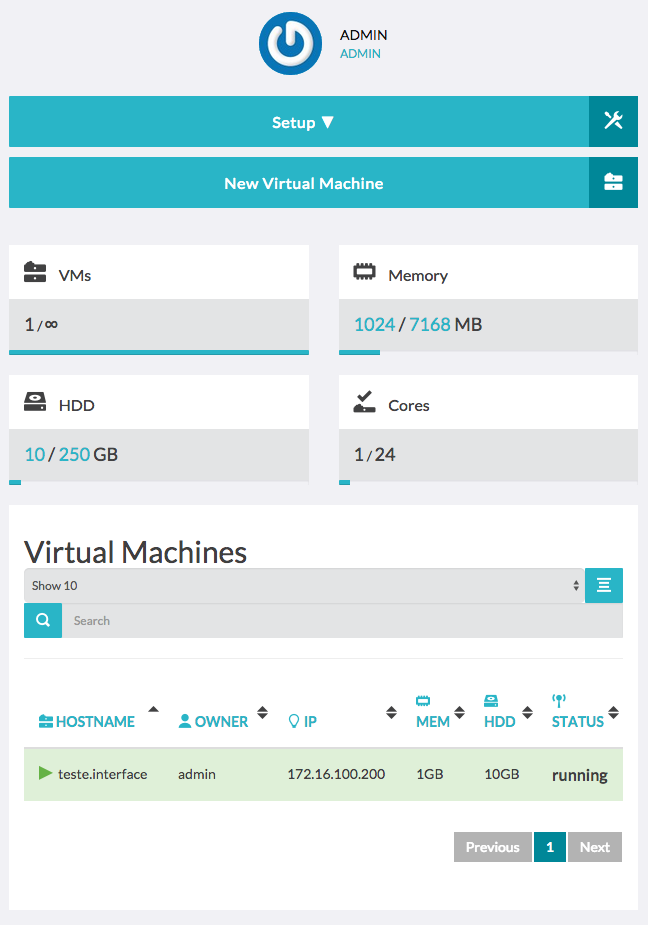 ADMIN
ADMIN
Setup ▼
New Virtual Machine
VMs
1 / ∞
Memory
1024 / 7168 MB
HDD
10 / 250 GB
Cores
1 / 24
Virtual Machines
Show 10
Search
HOSTNAME OWNER IP MEM HDD STATUS
teste.interface admin 172.16.100.200 1GB 10GB running
Previous 1 Next